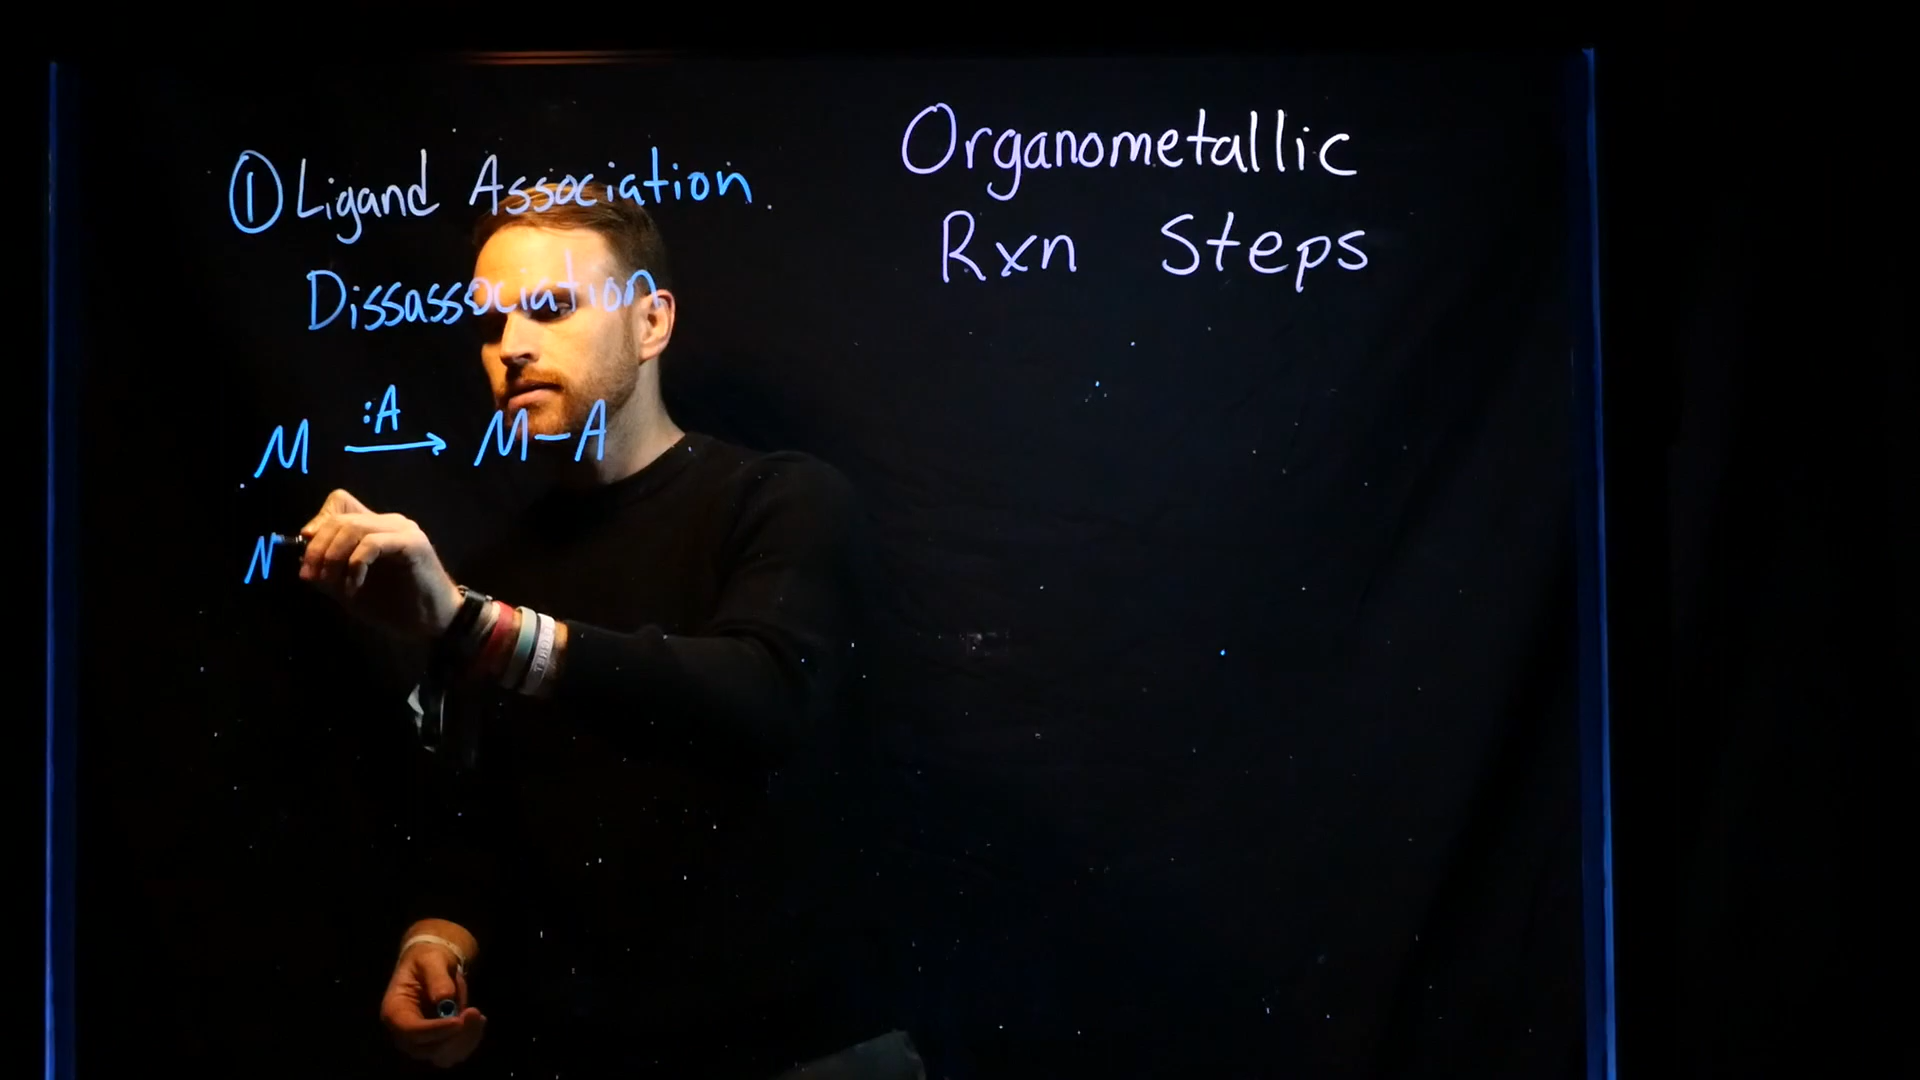 ① Ligand Association
Dissassociation
Organometallic
Rxn Steps
:A
M ⟶ M–A